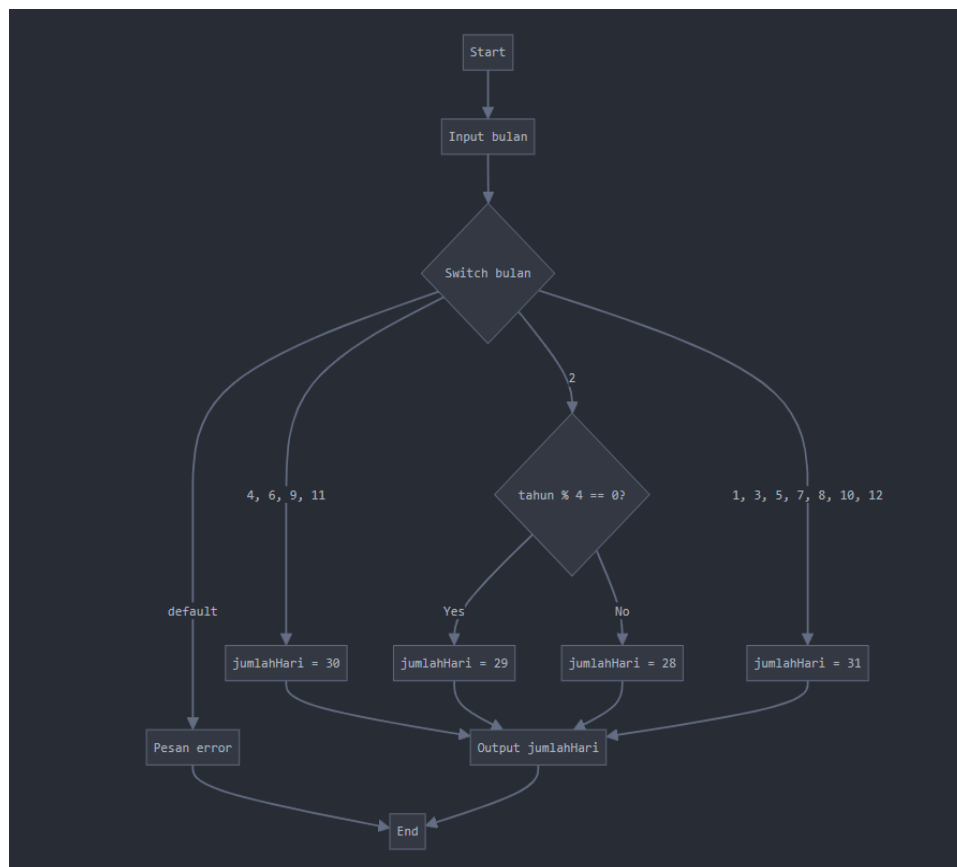 Start
Input bulan
Switch bulan
2
4, 6, 9, 11
tahun % 4 == 0?
1, 3, 5, 7, 8, 10, 12
default
Yes
No
jumlahHari = 30
jumlahHari = 29
jumlahHari = 28
jumlahHari = 31
Pesan error
Output jumlahHari
End